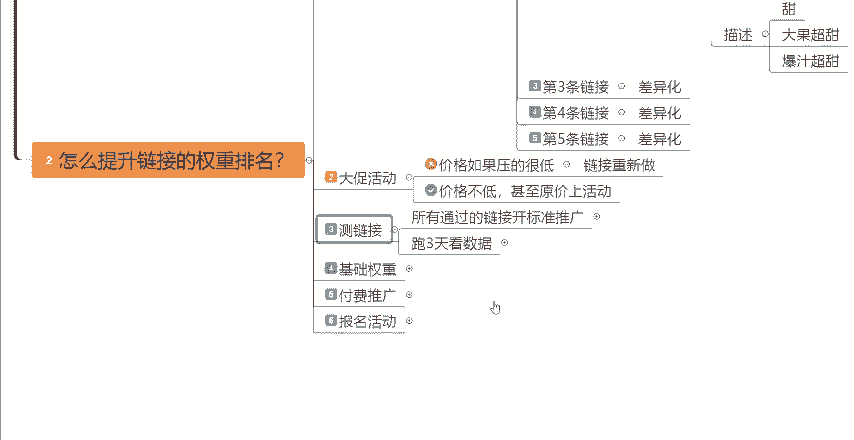 甜
描述
大果超甜
爆汁超甜
3 第3条链接
差异化
4 第4条链接
差异化
5 第5条链接
差异化
2 怎么提升链接的权重排名？
2 大促活动
价格如果压的很低
链接重新做
价格不低，甚至原价上活动
3 测链接
所有通过的链接开标准推广
跑3天看数据
4 基础权重
5 付费推广
6 报名活动